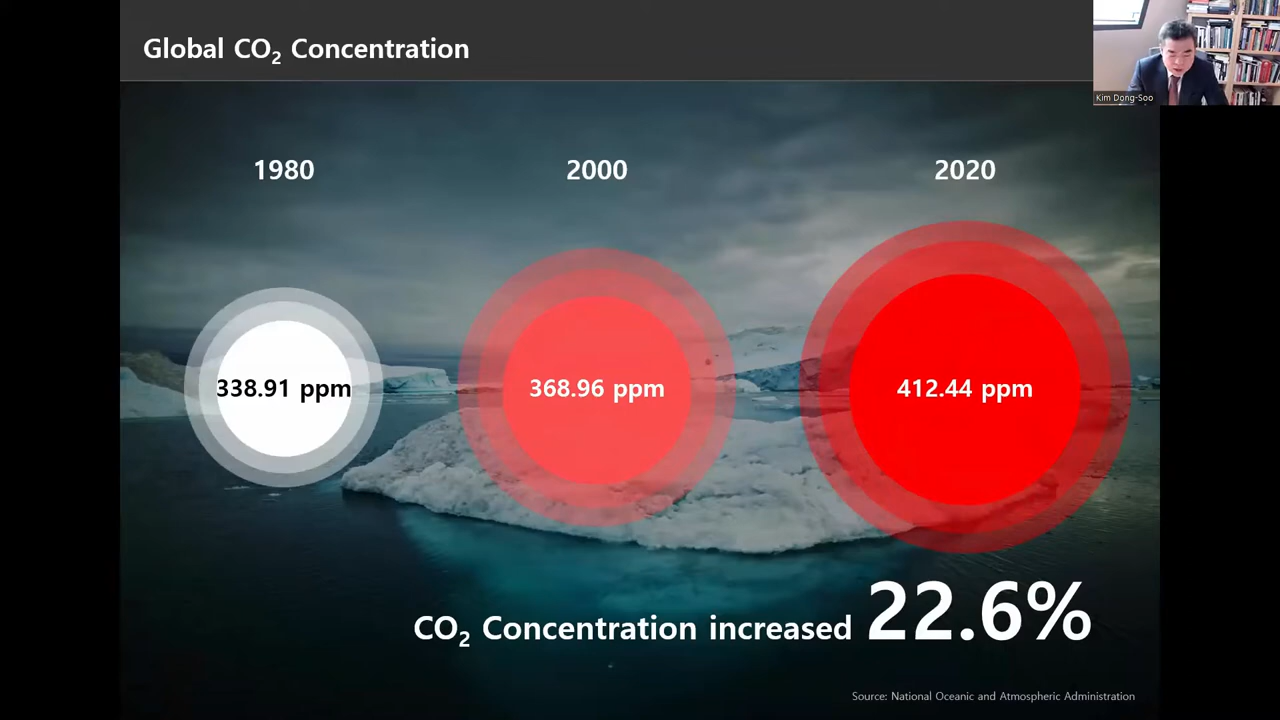 Global CO₂ Concentration
Kim Dong-Soo
1980
2000
2020
338.91 ppm
368.96 ppm
412.44 ppm
CO₂ Concentration increased 22.6%
Source: National Oceanic and Atmospheric Administration